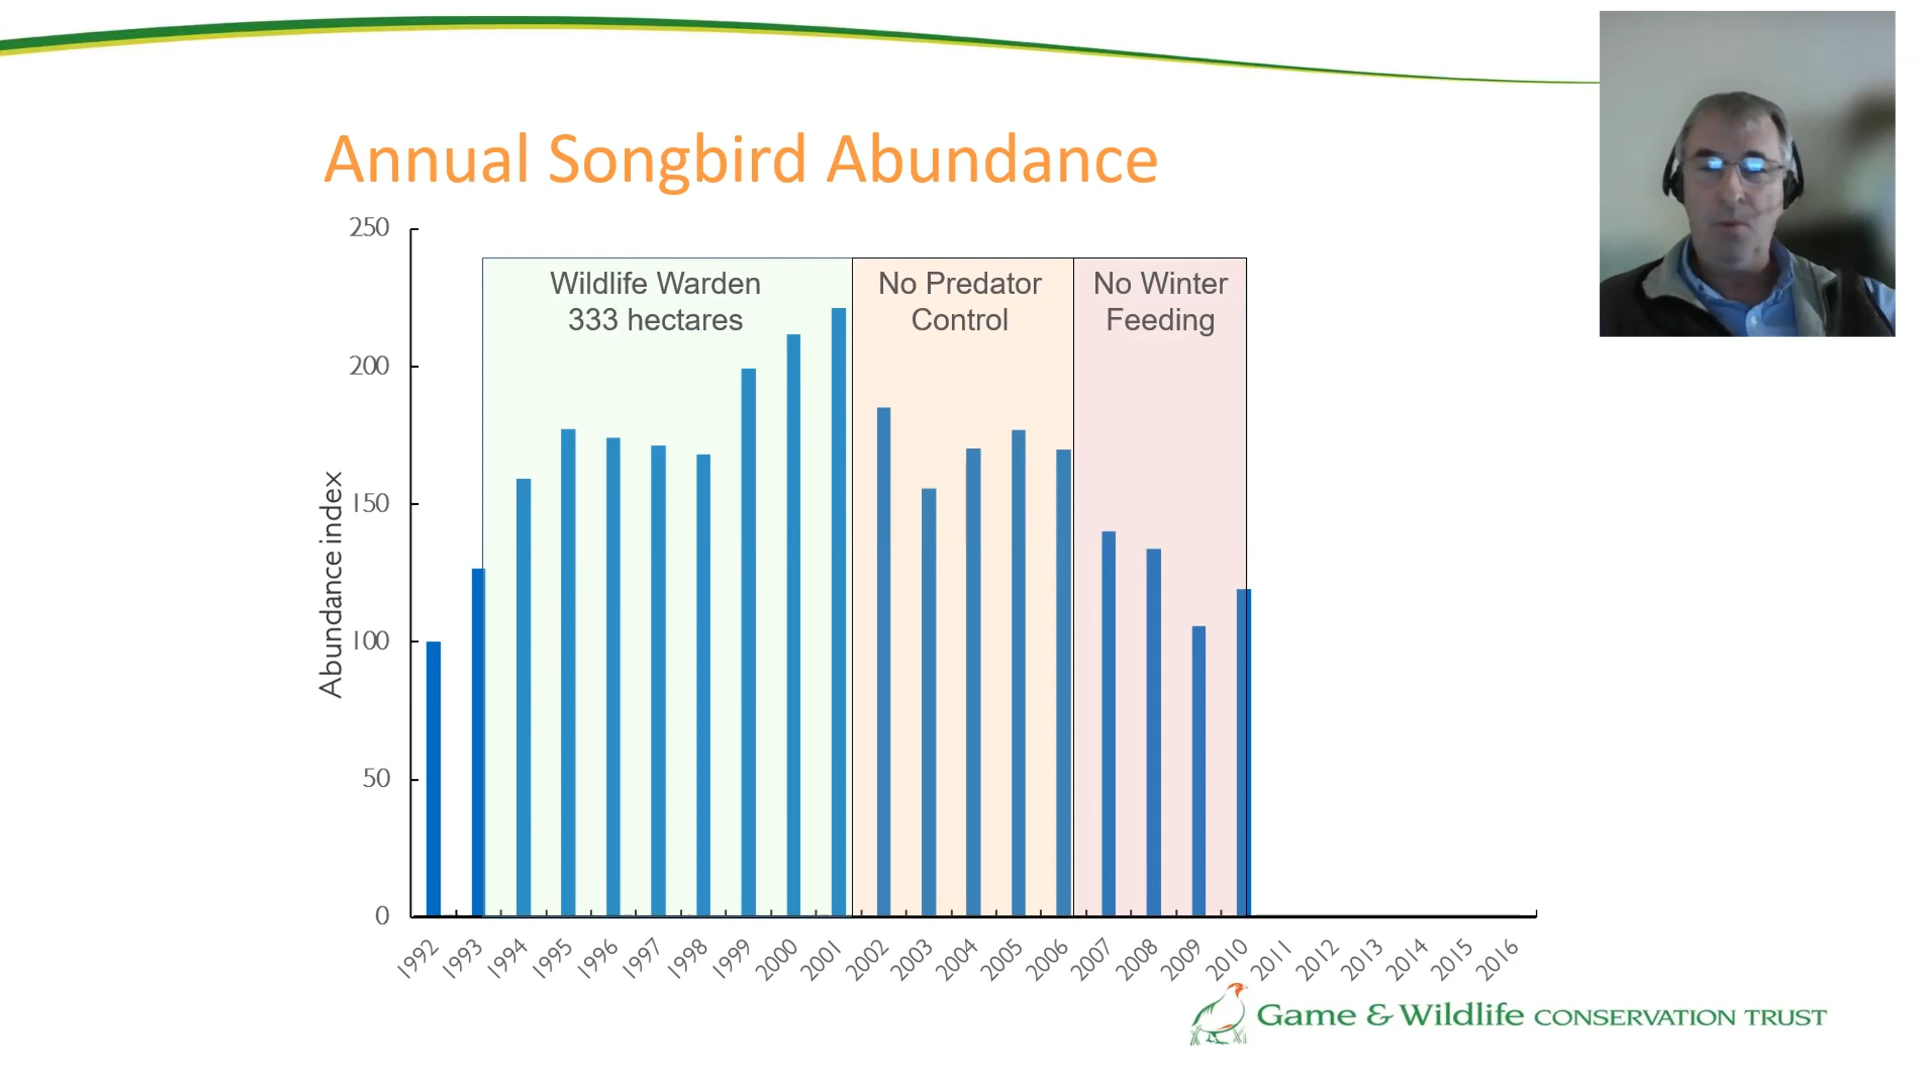 Annual Songbird Abundance
250
200
150
100
50
0
Abundance index
Wildlife Warden
333 hectares
No Predator
Control
No Winter
Feeding
1992 1993 1994 1995 1996 1997 1998 1999 2000 2001 2002 2003 2004 2005 2006 2007 2008 2009 2010 2011 2012 2013 2014 2015 2016
Game & Wildlife CONSERVATION TRUST